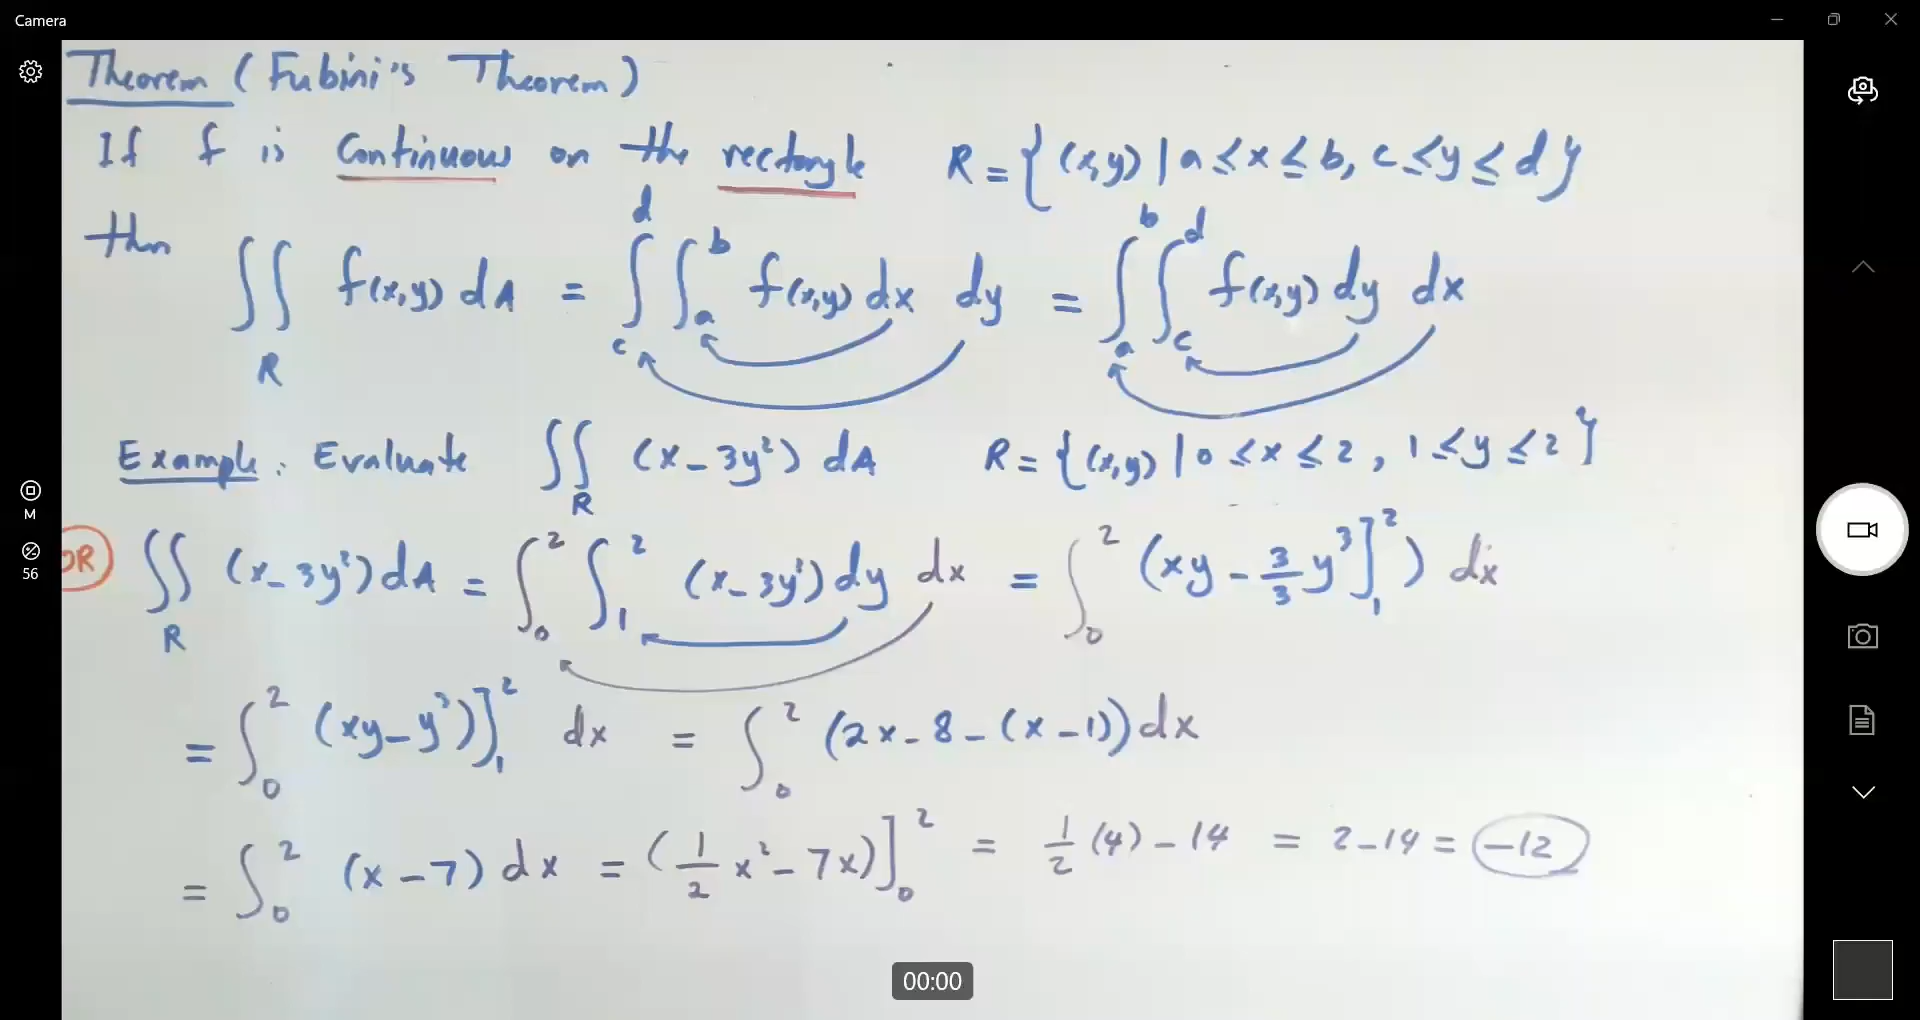 Camera
Theorem (Fubini's Theorem)
If f is continuous on the rectangle R = {(x,y) | a ≤ x ≤ b, c ≤ y ≤ d}
then ∫∫_R f(x,y) dA = ∫_c^d ∫_a^b f(x,y) dx dy = ∫_a^b ∫_c^d f(x,y) dy dx
Example: Evaluate ∫∫_R (x - 3y²) dA R = {(x,y) | 0 ≤ x ≤ 2, 1 ≤ y ≤ 2}
OR ∫∫_R (x - 3y²) dA = ∫_0^2 ∫_1^2 (x - 3y²) dy dx = ∫_0^2 (xy - 3/3 y³]_1^2) dx
= ∫_0^2 (xy - y³)]_1^2 dx = ∫_0^2 (2x - 8 - (x - 1)) dx
= ∫_0^2 (x - 7) dx = (1/2 x² - 7x)]_0^2 = 1/2 (4) - 14 = 2 - 14 = -12
M
56
00:00